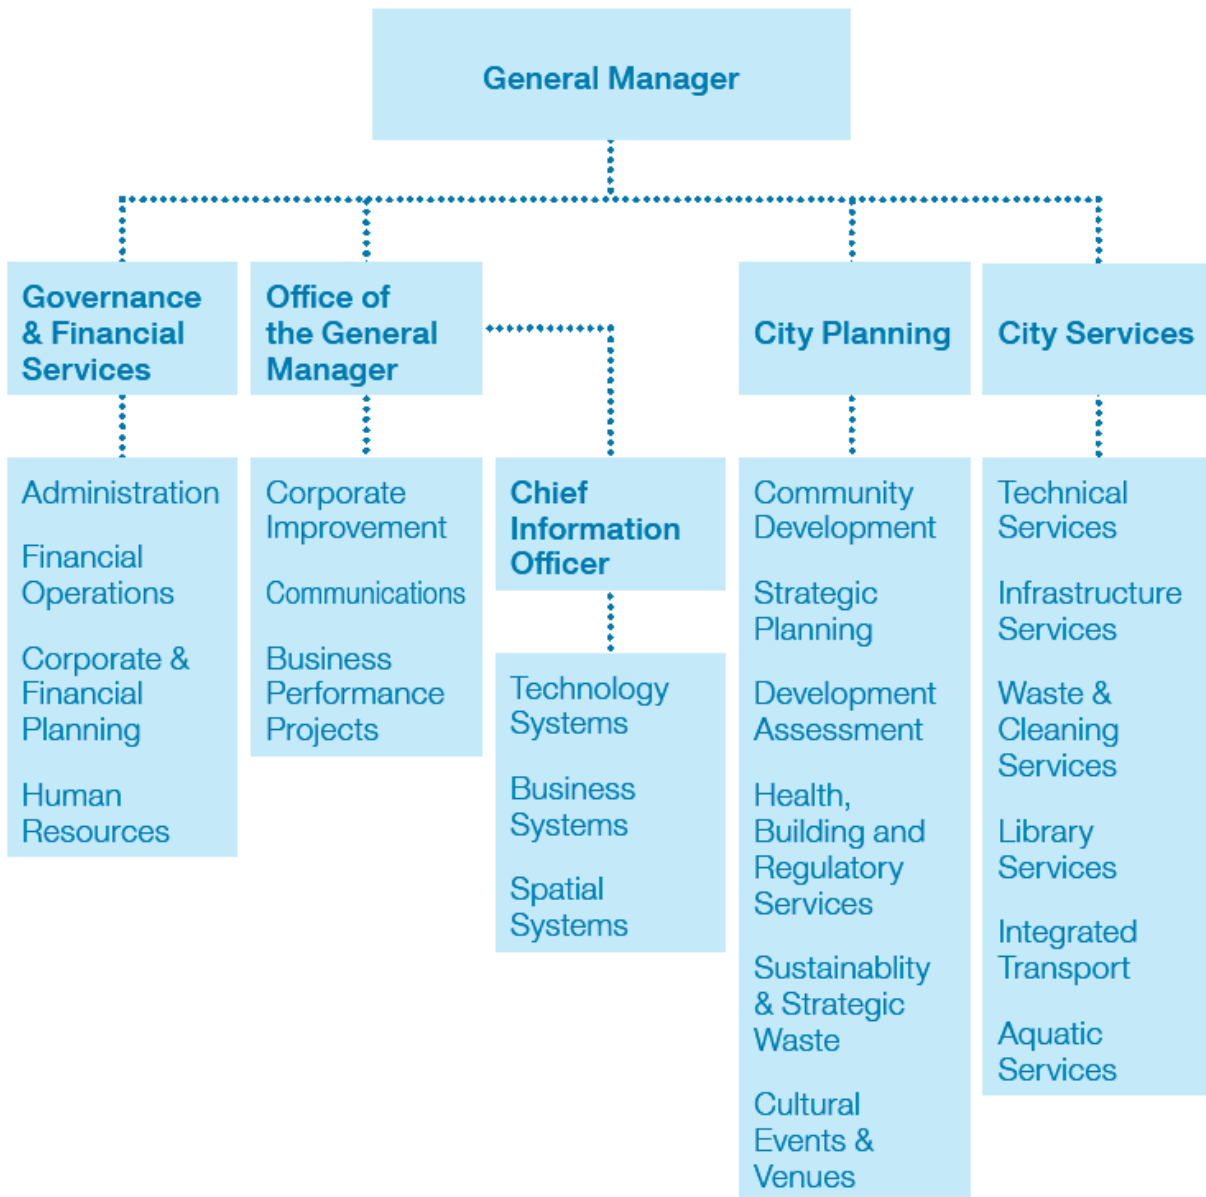 General Manager
Governance
& Financial
Services
Office of
the General
Manager
City Planning
City Services
Administration
Financial
Operations
Corporate &
Financial
Planning
Human
Resources
Corporate
Improvement
Communications
Business
Performance
Projects
Chief
Information
Officer
Technology
Systems
Business
Systems
Spatial
Systems
Community
Development
Strategic
Planning
Development
Assessment
Health,
Building and
Regulatory
Services
Sustainablity
& Strategic
Waste
Cultural
Events &
Venues
Technical
Services
Infrastructure
Services
Waste &
Cleaning
Services
Library
Services
Integrated
Transport
Aquatic
Services